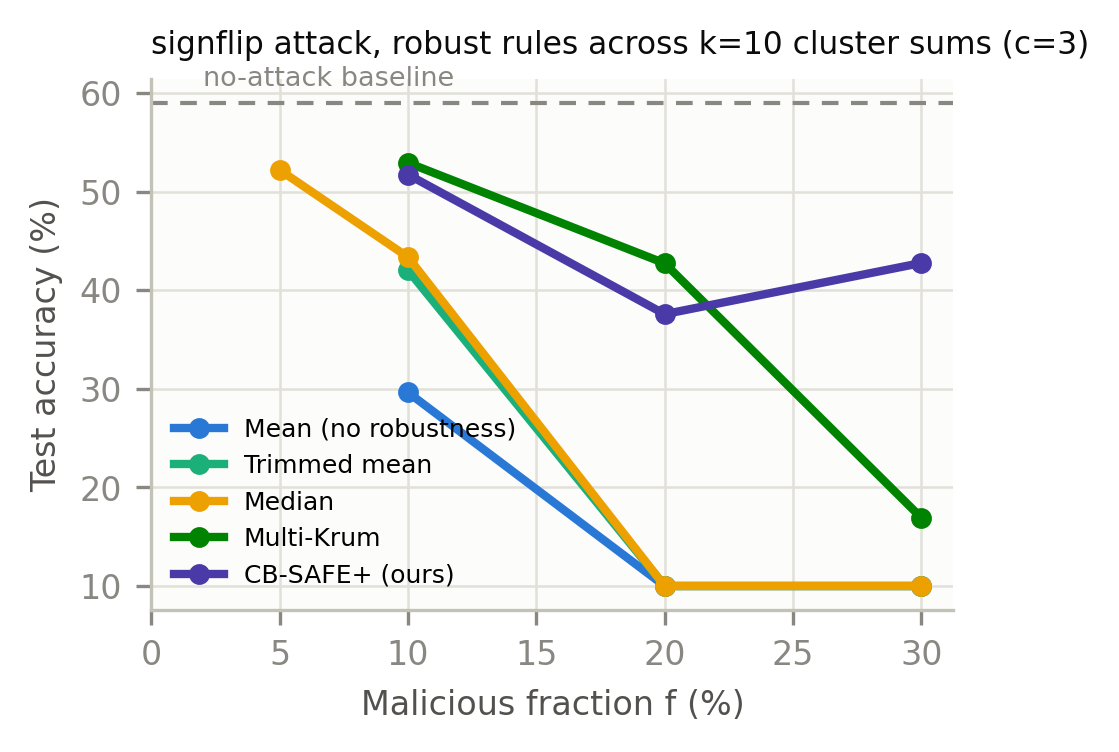 signflip attack, robust rules across k=10 cluster sums (c=3)
no-attack baseline
60
50
40
30
20
10
Test accuracy (%)
Mean (no robustness)
Trimmed mean
Median
Multi-Krum
CB-SAFE+ (ours)
0 5 10 15 20 25 30
Malicious fraction f (%)